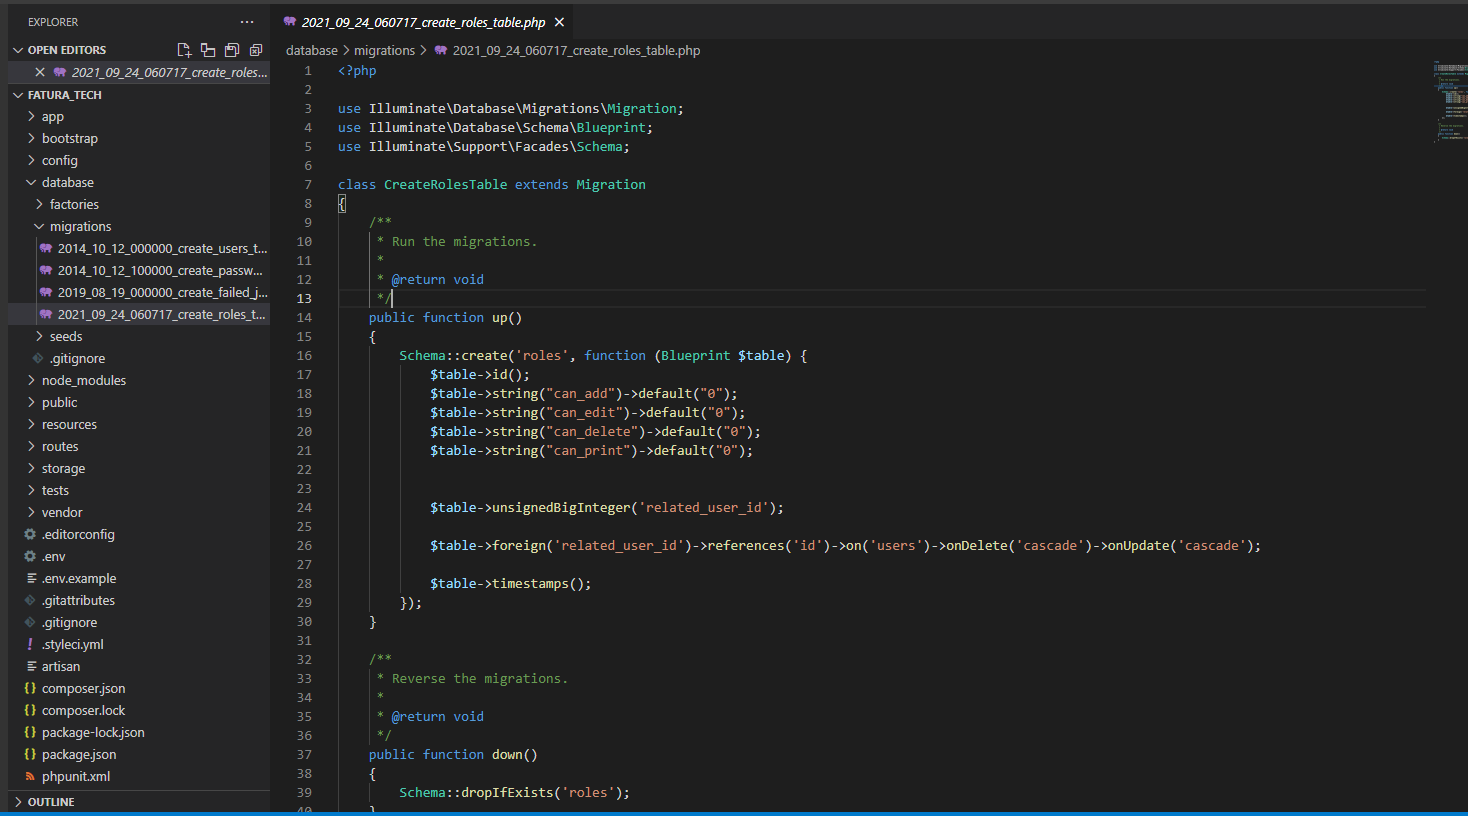 EXPLORER
OPEN EDITORS
2021_09_24_060717_create_roles...
FATURA_TECH
app
bootstrap
config
database
factories
migrations
2014_10_12_000000_create_users_t...
2014_10_12_100000_create_passw...
2019_08_19_000000_create_failed_j...
2021_09_24_060717_create_roles_t...
seeds
.gitignore
node_modules
public
resources
routes
storage
tests
vendor
.editorconfig
.env
.env.example
.gitattributes
.gitignore
.styleci.yml
artisan
composer.json
composer.lock
package-lock.json
package.json
phpunit.xml
OUTLINE
2021_09_24_060717_create_roles_table.php
database > migrations > 2021_09_24_060717_create_roles_table.php
1 <?php
2
3 use Illuminate\Database\Migrations\Migration;
4 use Illuminate\Database\Schema\Blueprint;
5 use Illuminate\Support\Facades\Schema;
6
7 class CreateRolesTable extends Migration
8 {
9 /**
10 * Run the migrations.
11 *
12 * @return void
13 */
14 public function up()
15 {
16 Schema::create('roles', function (Blueprint $table) {
17 $table->id();
18 $table->string("can_add")->default("0");
19 $table->string("can_edit")->default("0");
20 $table->string("can_delete")->default("0");
21 $table->string("can_print")->default("0");
22
23
24 $table->unsignedBigInteger('related_user_id');
25
26 $table->foreign('related_user_id')->references('id')->on('users')->onDelete('cascade')->onUpdate('cascade');
27
28 $table->timestamps();
29 });
30 }
31
32 /**
33 * Reverse the migrations.
34 *
35 * @return void
36 */
37 public function down()
38 {
39 Schema::dropIfExists('roles');
40 }